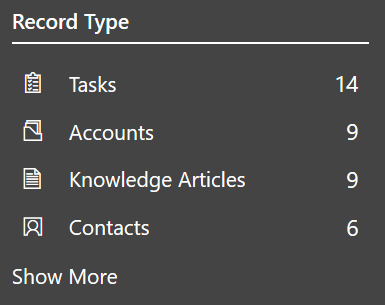 Record Type
Tasks 14
Accounts 9
Knowledge Articles 9
Contacts 6
Show More